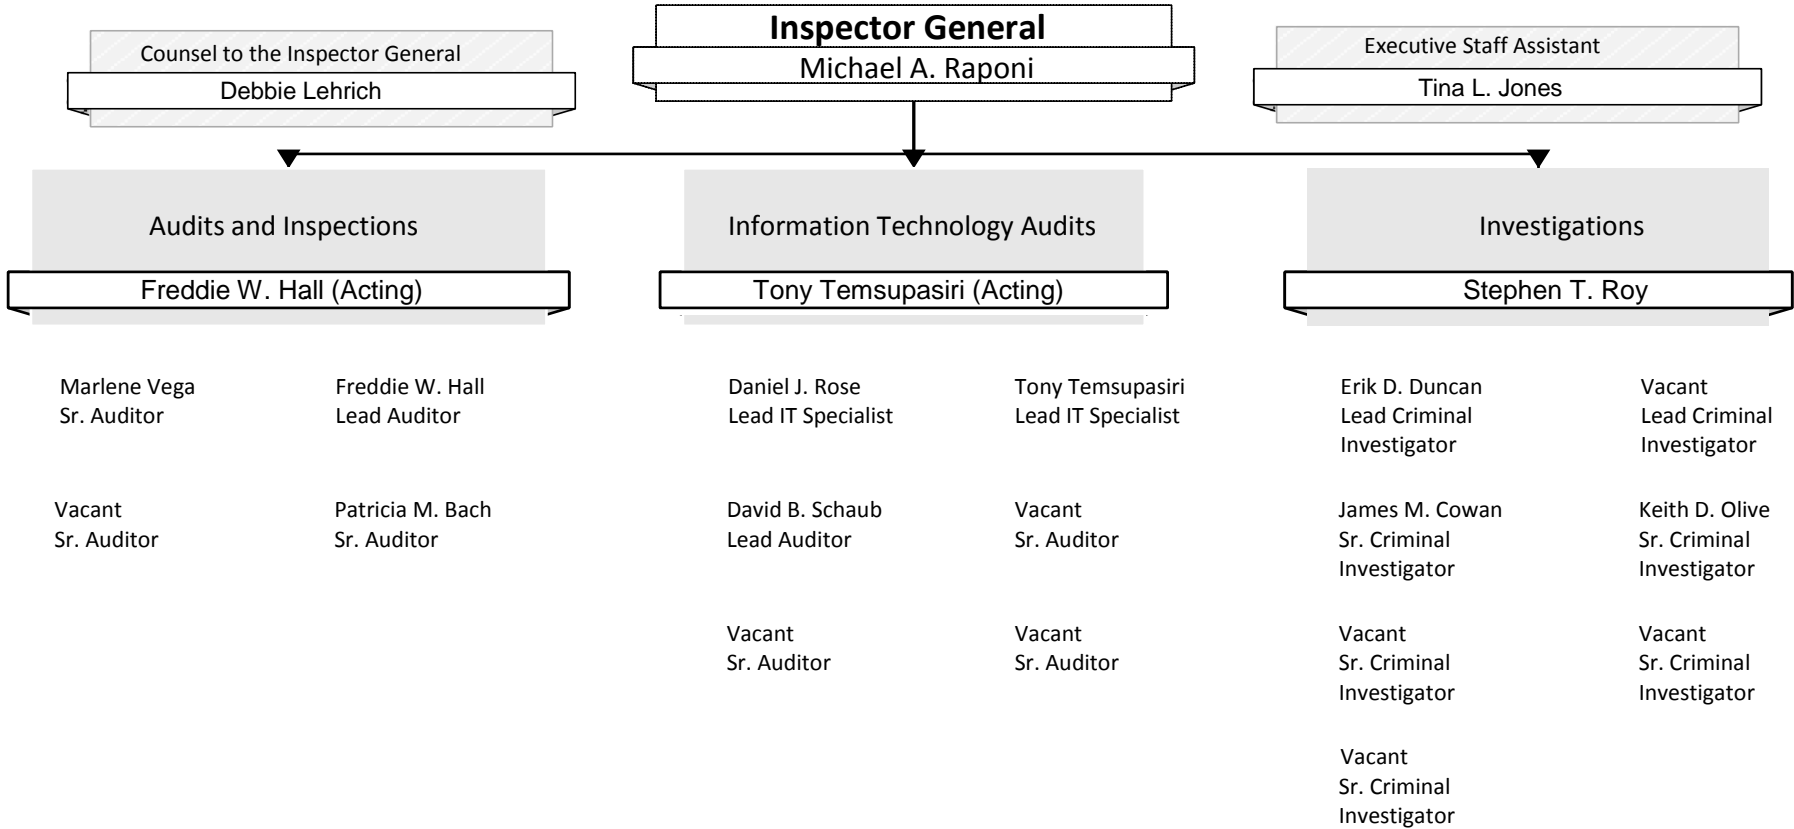 Inspector General
Michael A. Raponi
Counsel to the Inspector General
Debbie Lehrich
Executive Staff Assistant
Tina L. Jones
Audits and Inspections
Freddie W. Hall (Acting)
Information Technology Audits
Tony Temsupasiri (Acting)
Investigations
Stephen T. Roy
Marlene Vega
Sr. Auditor
Freddie W. Hall
Lead Auditor
Vacant
Sr. Auditor
Patricia M. Bach
Sr. Auditor
Daniel J. Rose
Lead IT Specialist
Tony Temsupasiri
Lead IT Specialist
David B. Schaub
Lead Auditor
Vacant
Sr. Auditor
Vacant
Sr. Auditor
Vacant
Sr. Auditor
Erik D. Duncan
Lead Criminal
Investigator
Vacant
Lead Criminal
Investigator
James M. Cowan
Sr. Criminal
Investigator
Keith D. Olive
Sr. Criminal
Investigator
Vacant
Sr. Criminal
Investigator
Vacant
Sr. Criminal
Investigator
Vacant
Sr. Criminal
Investigator